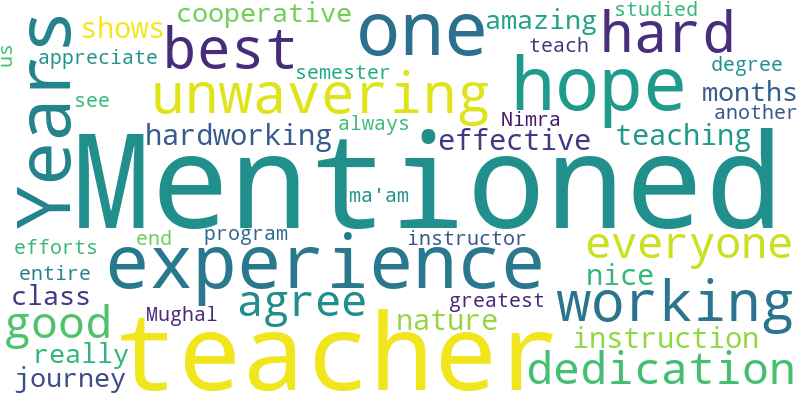 us
Years
shows
cooperative
best
one
amazing
studied
hard
teach
appreciate
semester
degree
see
unwavering
hope
months
another
Nimra
hardworking
always
effective
teaching
Mentioned
ma'am
efforts
end
program
instructor
everyone
entire
experience
nice
class
Mughal
agree
greatest
working
good
nature
instruction
really
teacher
dedication
journey